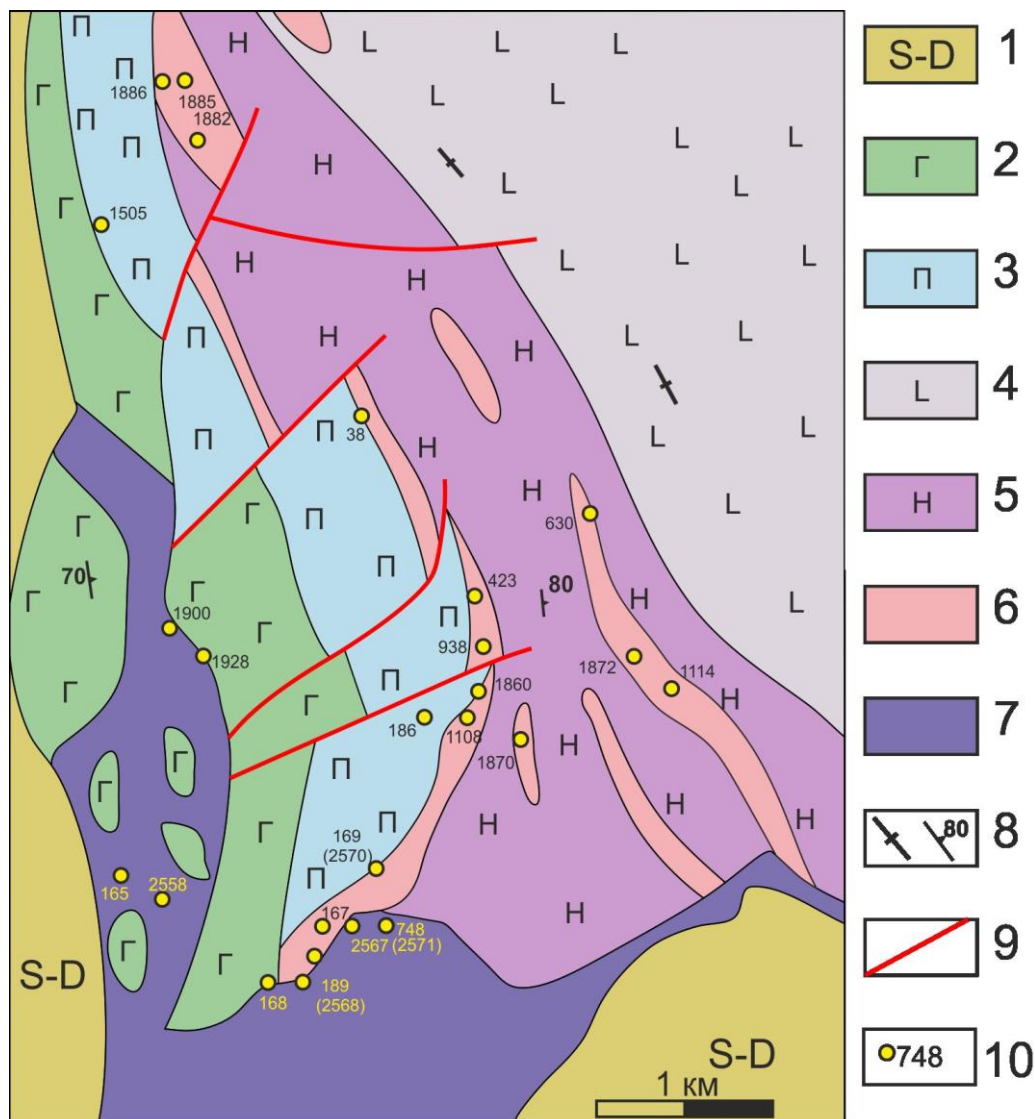 П
Н
L
L
L
S-D
1
П
Г
1886
1885
L
L
П
1882
П
L
L
Г
2
Н
L
L
1505
Г
П
Н
L
L
L
П
3
Н
Г
П
Н
L
L
Н
L
4
Г
П
П
38
Н
L
L
Н
5
Г
Г
П
630
L
6
70
Г
П
423
80
Г
Н
L
1900
Г
П
938
7
1928
1872
1114
Г
Г
П
1860
Н
186
1108
Г
1870
Н
80
8
Г
П
Н
Г
169
(2570)
П
Н
Н
9
165
2558
П
167
Н
Г
2567
748
(2571)
S-D
Г
168
189
(2568)
S-D
748
10
1 км